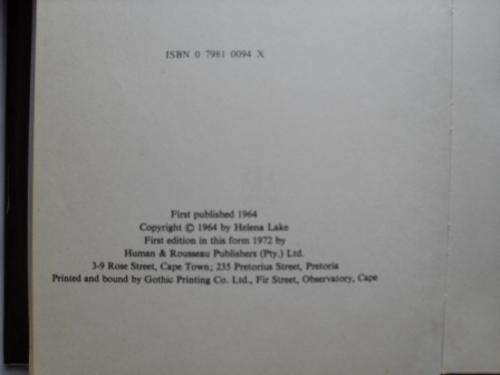 ISBN 0 7981 0094 X
First published 1964
Copyright © 1964 by Helena Lake
First edition in this form 1972 by
Human & Rousseau Publishers (Pty.) Ltd.
3-9 Rose Street, Cape Town; 235 Pretorius Street, Pretoria
Printed and bound by Gothic Printing Co. Ltd., Fir Street, Observatory, Cape